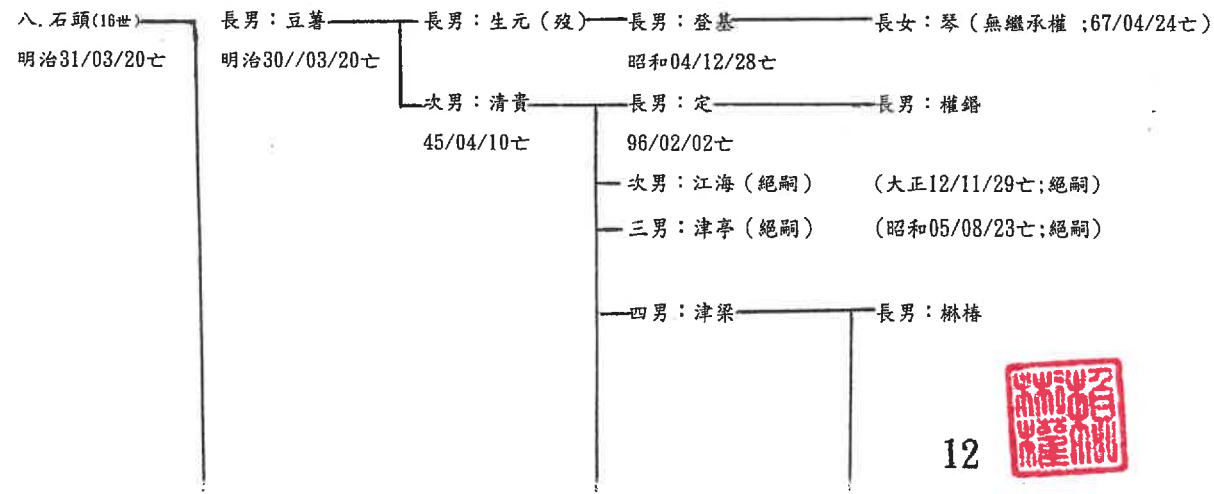 八.石頭(16世) 長男：豆薯 長男：生元（歿） 長男：登基 長女：琴（無繼承權 ;67/04/24亡）
明治31/03/20亡 明治30//03/20亡 昭和04/12/28亡
次男：清貴 長男：定 長男：權鍲
45/04/10亡 96/02/02亡
次男：江海（絕嗣） (大正12/11/29亡;絕嗣)
三男：津亭（絕嗣） (昭和05/08/23亡;絕嗣)
四男：津梁 長男：楙椿
12